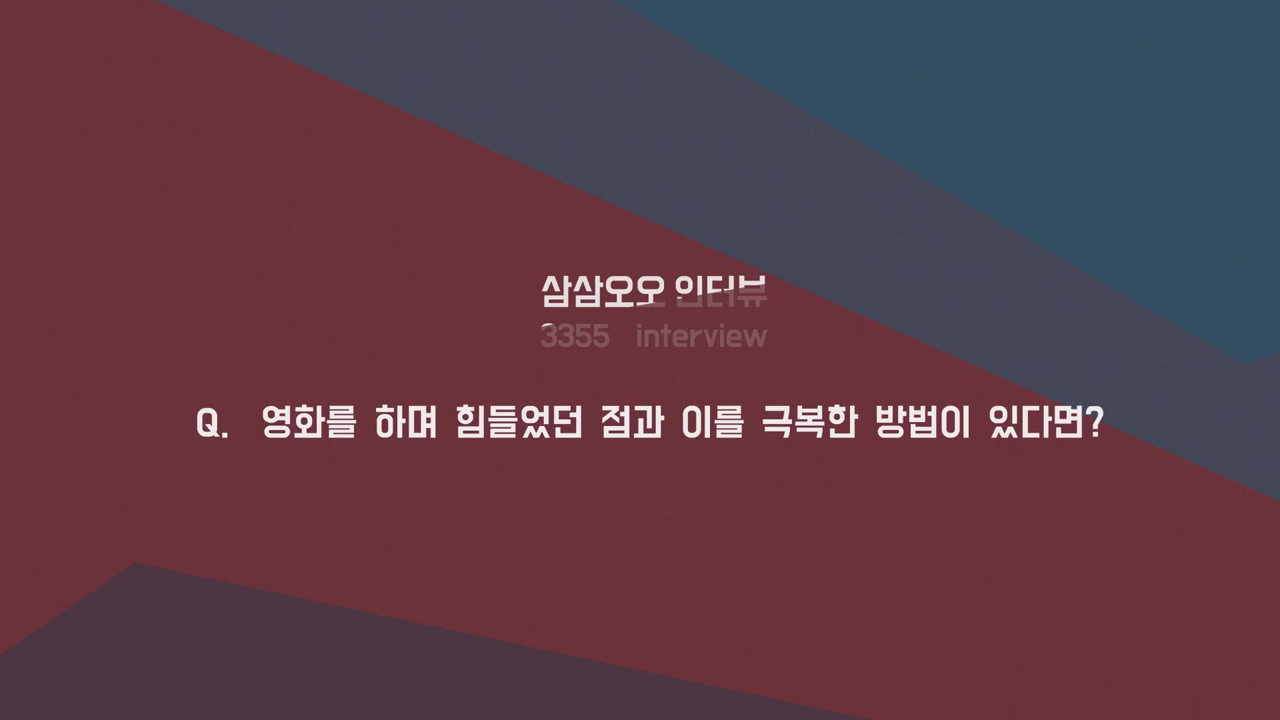 삼삼오오 인터뷰
3355 interview
Q. 영화를 하며 힘들었던 점과 이를 극복한 방법이 있다면?